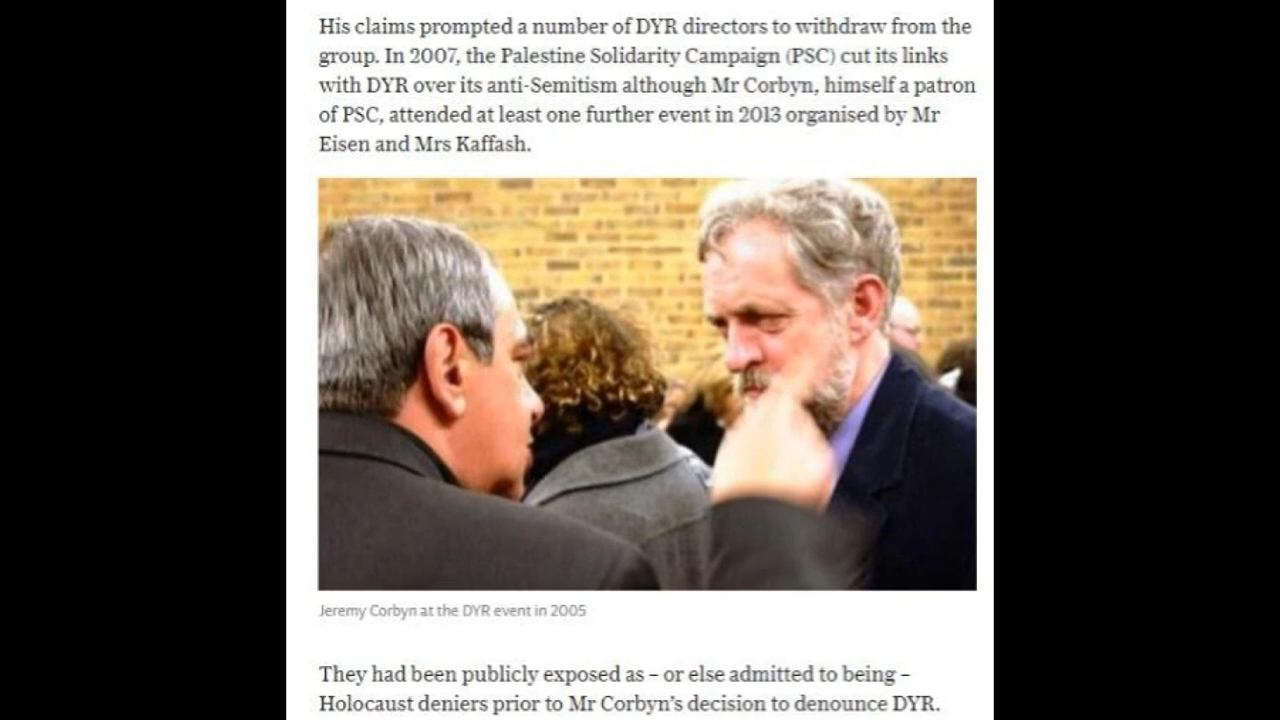 His claims prompted a number of DYR directors to withdraw from the
group. In 2007, the Palestine Solidarity Campaign (PSC) cut its links
with DYR over its anti-Semitism although Mr Corbyn, himself a patron
of PSC, attended at least one further event in 2013 organised by Mr
Eisen and Mrs Kaffash.
Jeremy Corbyn at the DYR event in 2005
They had been publicly exposed as – or else admitted to being –
Holocaust deniers prior to Mr Corbyn's decision to denounce DYR.